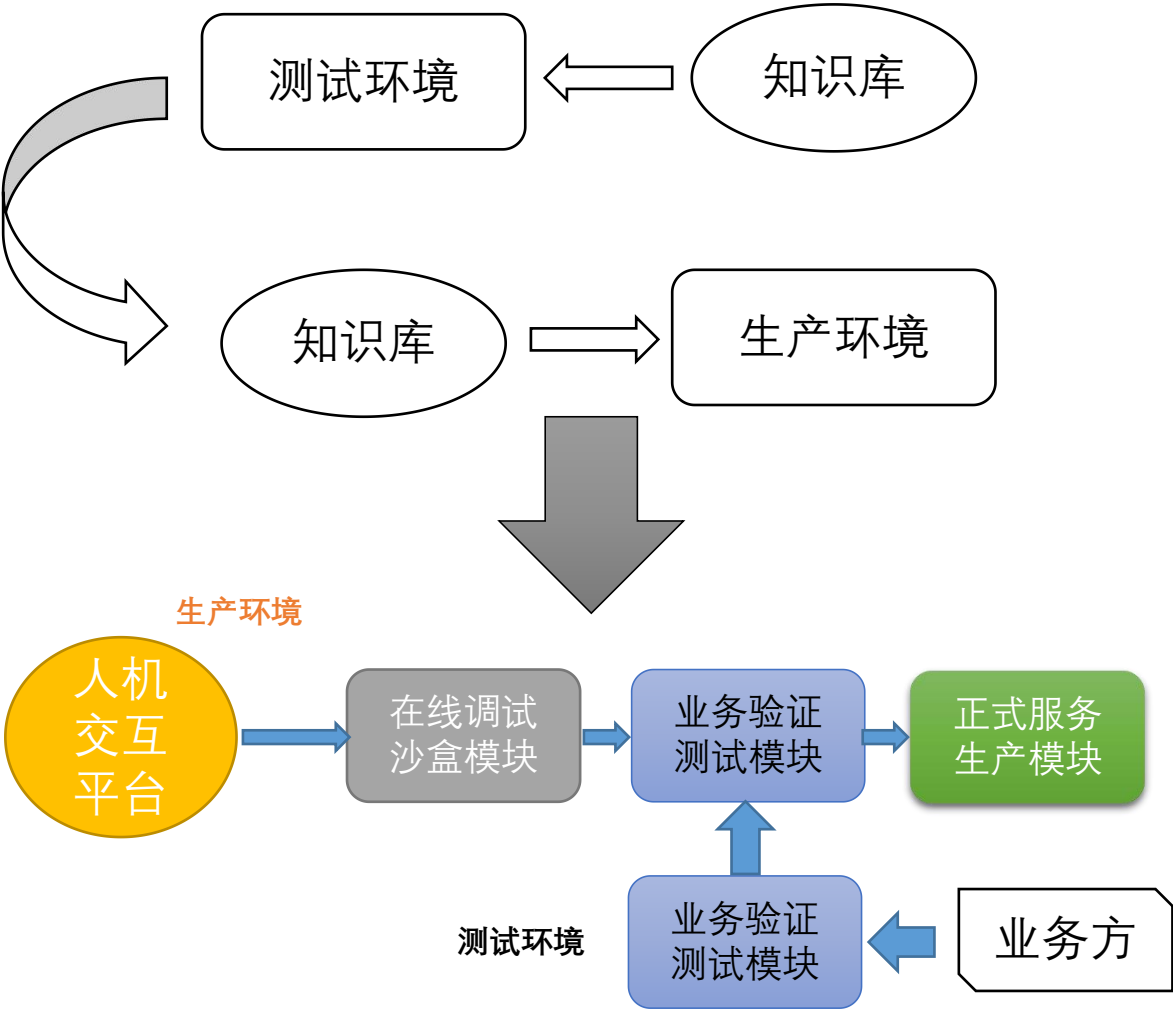 测试环境
知识库
知识库
生产环境
生产环境
人机
交互
平台
在线调试
沙盒模块
业务验证
测试模块
正式服务
生产模块
测试环境
业务验证
测试模块
业务方